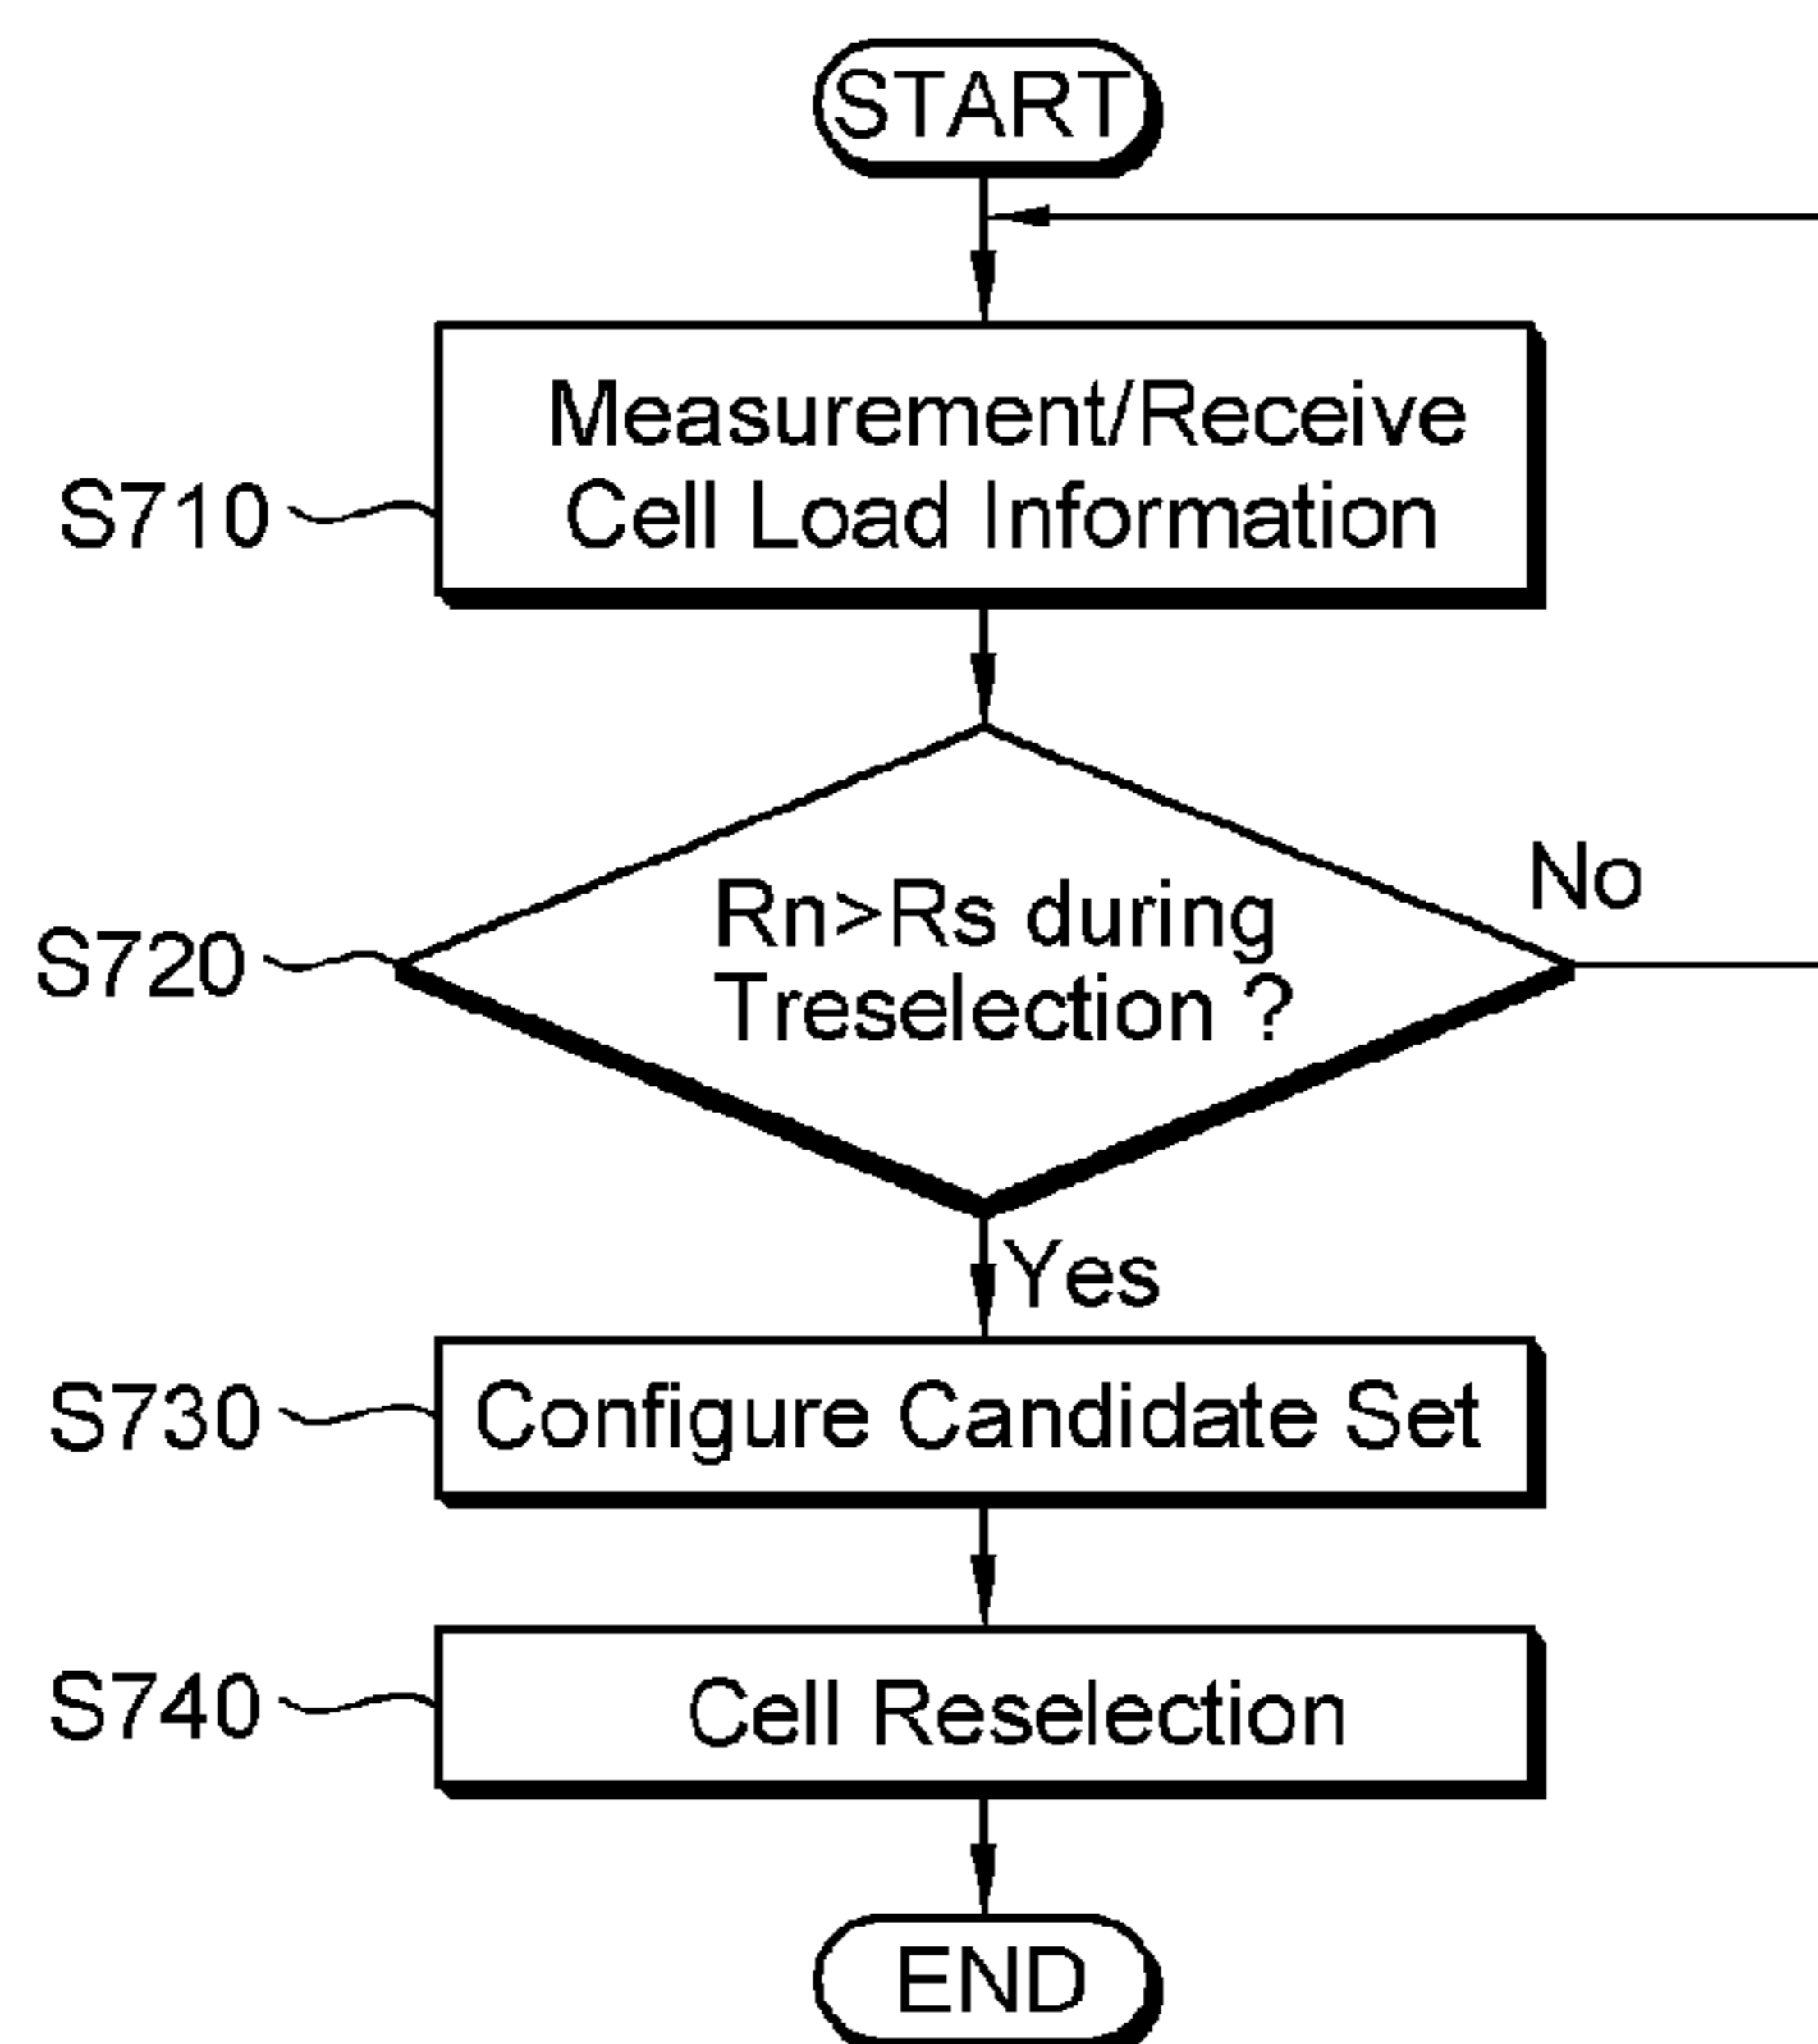 START
Measurement/Receive
Cell Load Information
S710
Rn>Rs during
Treselection ?
No
S720
Yes
S730
Configure Candidate Set
S740
Cell Reselection
END